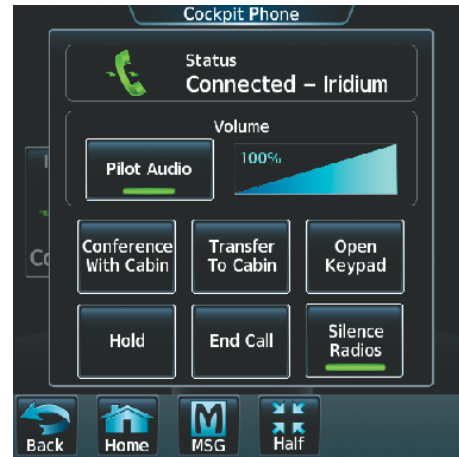 Cockpit Phone
Status
Connected – Iridium
Volume
Pilot Audio
100%
Conference
With Cabin
Transfer
To Cabin
Open
Keypad
Hold
End Call
Silence
Radios
Back
Home
MSG
Half